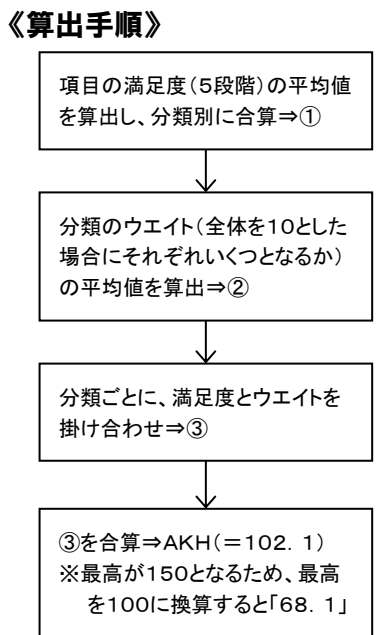 《算出手順》
項目の満足度(5段階)の平均値
を算出し、分類別に合算⇒①
分類のウエイト(全体を10とした
場合にそれぞれいくつとなるか)
の平均値を算出⇒②
分類ごとに、満足度とウエイトを
掛け合わせ⇒③
③を合算⇒AKH(=102.1)
※最高が150となるため、最高
を100に換算すると「68.1」